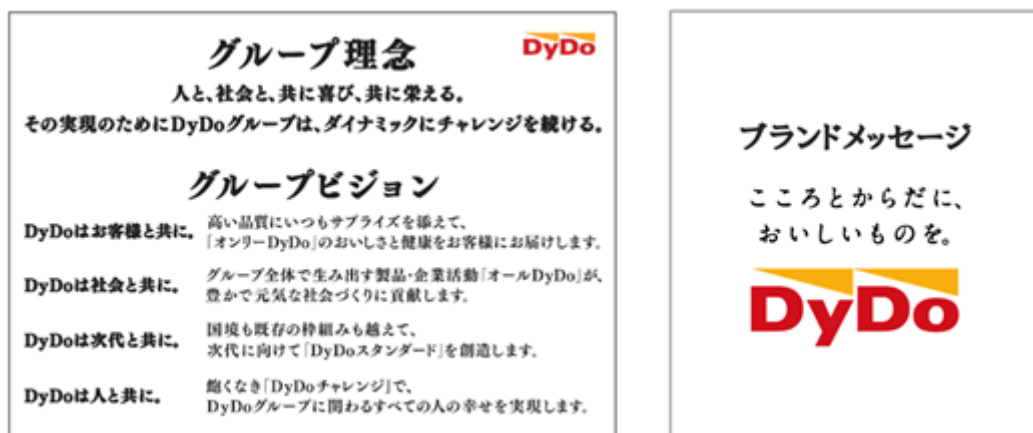 グループ理念
DyDo
人と、社会と、共に喜び、共に栄える。
その実現のためにDyDoグループは、ダイナミックにチャレンジを続ける。
グループビジョン
DyDoはお客様と共に。
高い品質にいつもサプライズを添えて、
「オンリーDyDo」のおいしさと健康をお客様にお届けします。
DyDoは社会と共に。
グループ全体で生み出す製品・企業活動「オールDyDo」が、
豊かで元気な社会づくりに貢献します。
DyDoは次代と共に。
国境も既存の枠組みも越えて、
次代に向けて「DyDoスタンダード」を創造します。
DyDoは人と共に。
飽くなき「DyDoチャレンジ」で、
DyDoグループに関わるすべての人の幸せを実現します。
ブランドメッセージ
こころとからだに、
おいしいものを。
DyDo